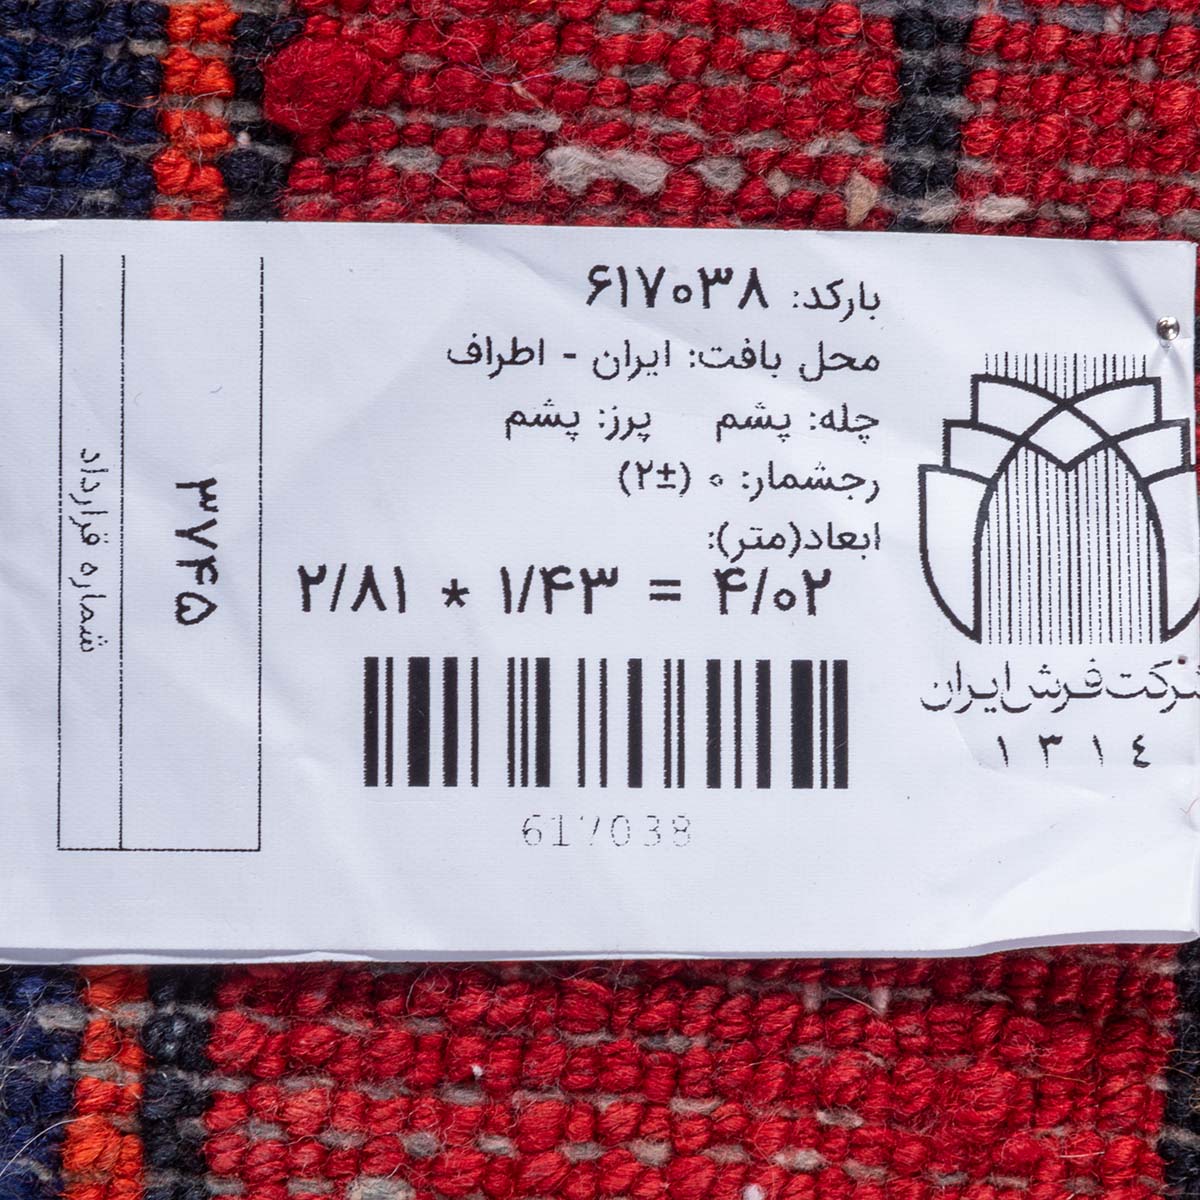 بارکد: ۶۱۷۰۳۸
محل بافت: ایران - اطراف
چله: پشم پرز: پشم
رجشمار: ۰ (±۲)
ابعاد(متر):
۲/۸۱ * ۱/۴۳ = ۴/۰۲
617038
شرکت فرش ایران
١٣١٤
۳۷۴۵
شماره قرارداد